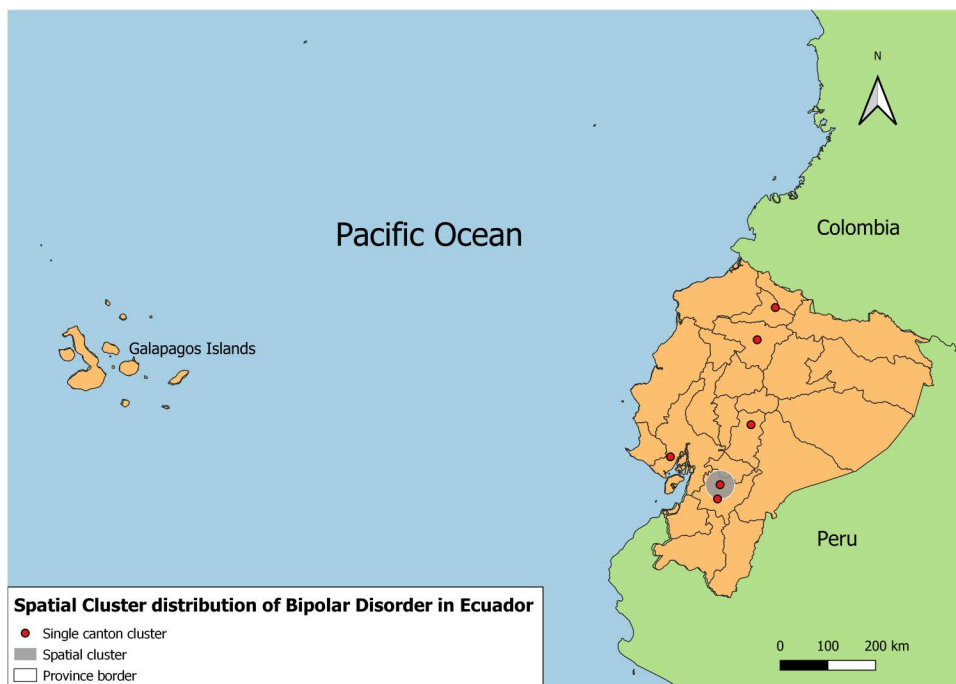 N
Colombia
Pacific Ocean
Galapagos Islands
Peru
Spatial Cluster distribution of Bipolar Disorder in Ecuador
Single canton cluster
Spatial cluster
Province border
0 100 200 km